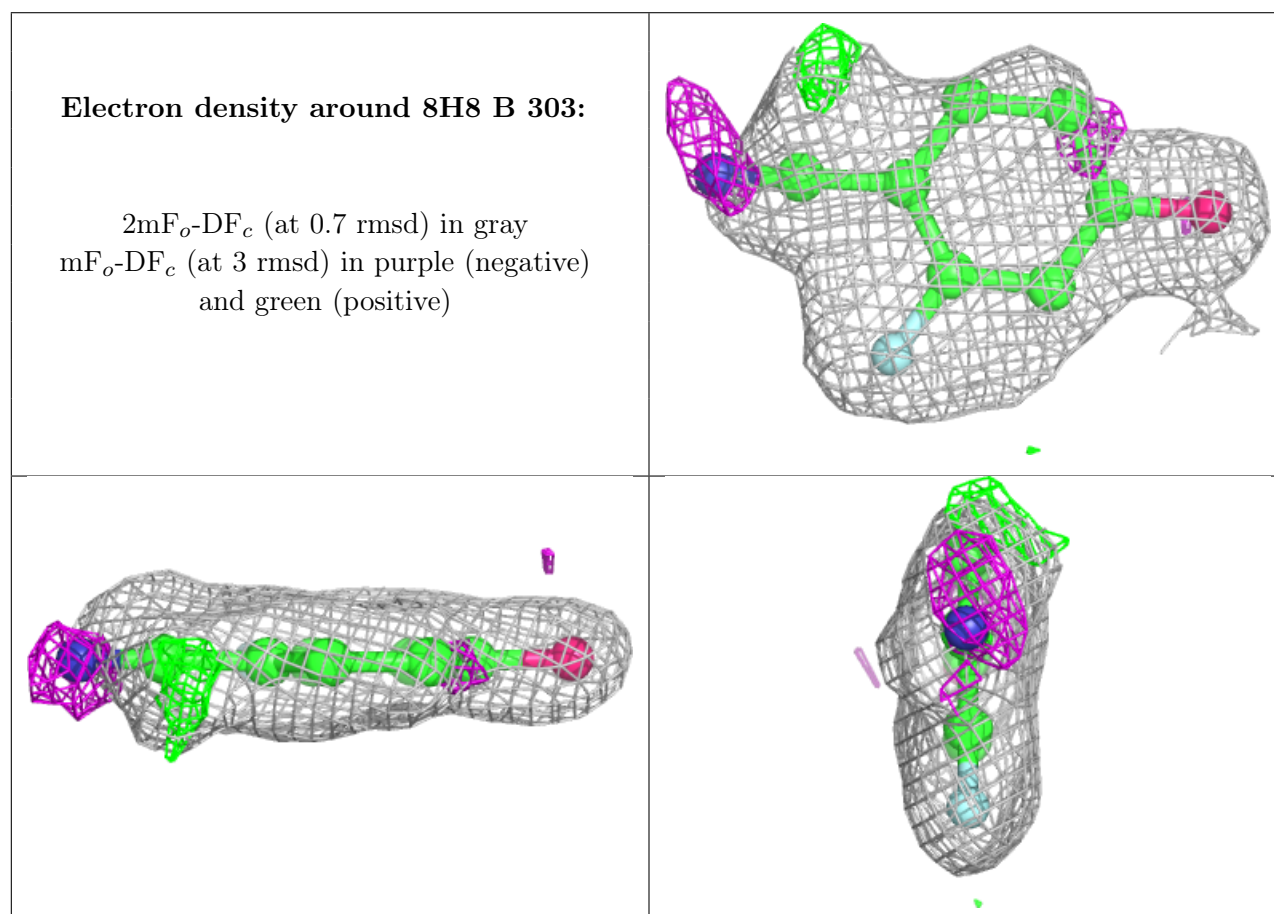 Electron density around 8H8 B 303:
2mFo-DFc (at 0.7 rmsd) in gray
mFo-DFc (at 3 rmsd) in purple (negative)
and green (positive)